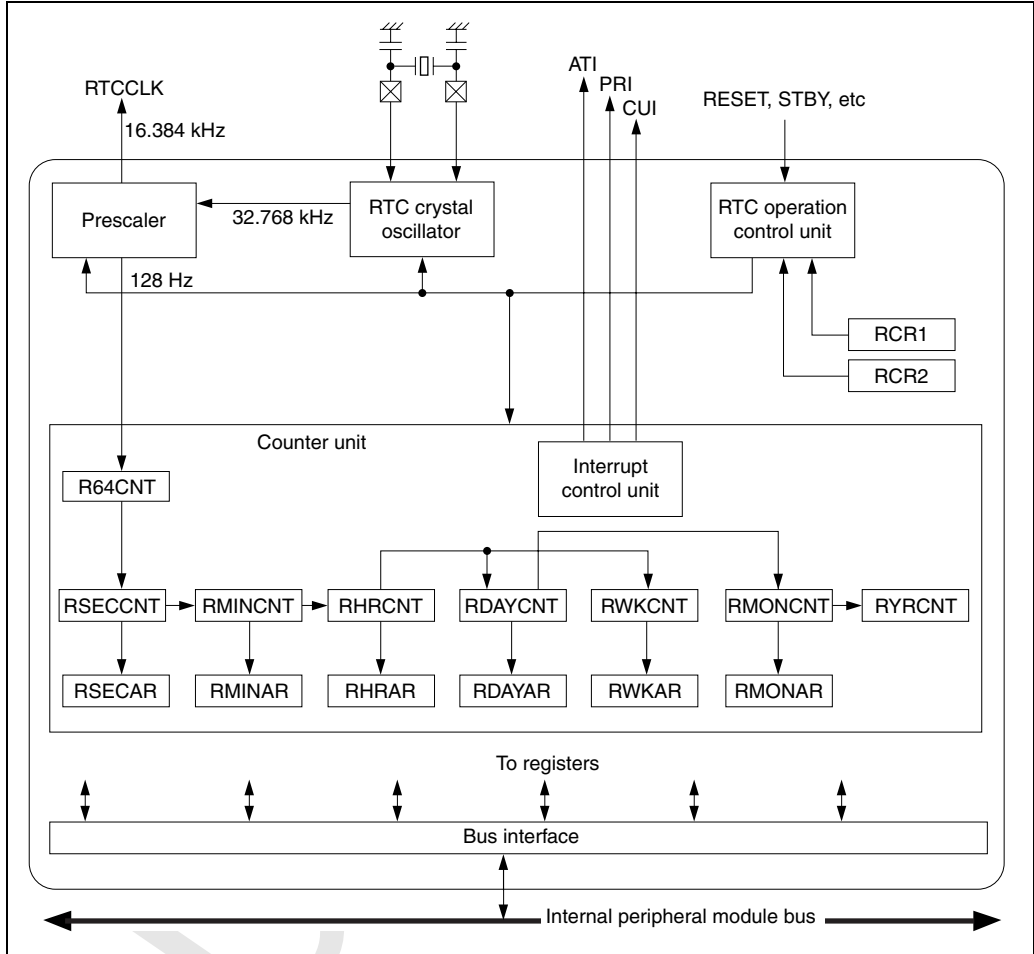 ATI
PRI
RTCCLK
CUI
RESET, STBY, etc
16.384 kHz
Prescaler
32.768 kHz
RTC crystal
oscillator
RTC operation
control unit
128 Hz
RCR1
RCR2
Counter unit
Interrupt
control unit
R64CNT
RSECCNT
RMINCNT
RHRCNT
RDAYCNT
RWKCNT
RMONCNT
RYRCNT
RSECAR
RMINAR
RHRAR
RDAYAR
RWKAR
RMONAR
To registers
Bus interface
Internal peripheral module bus